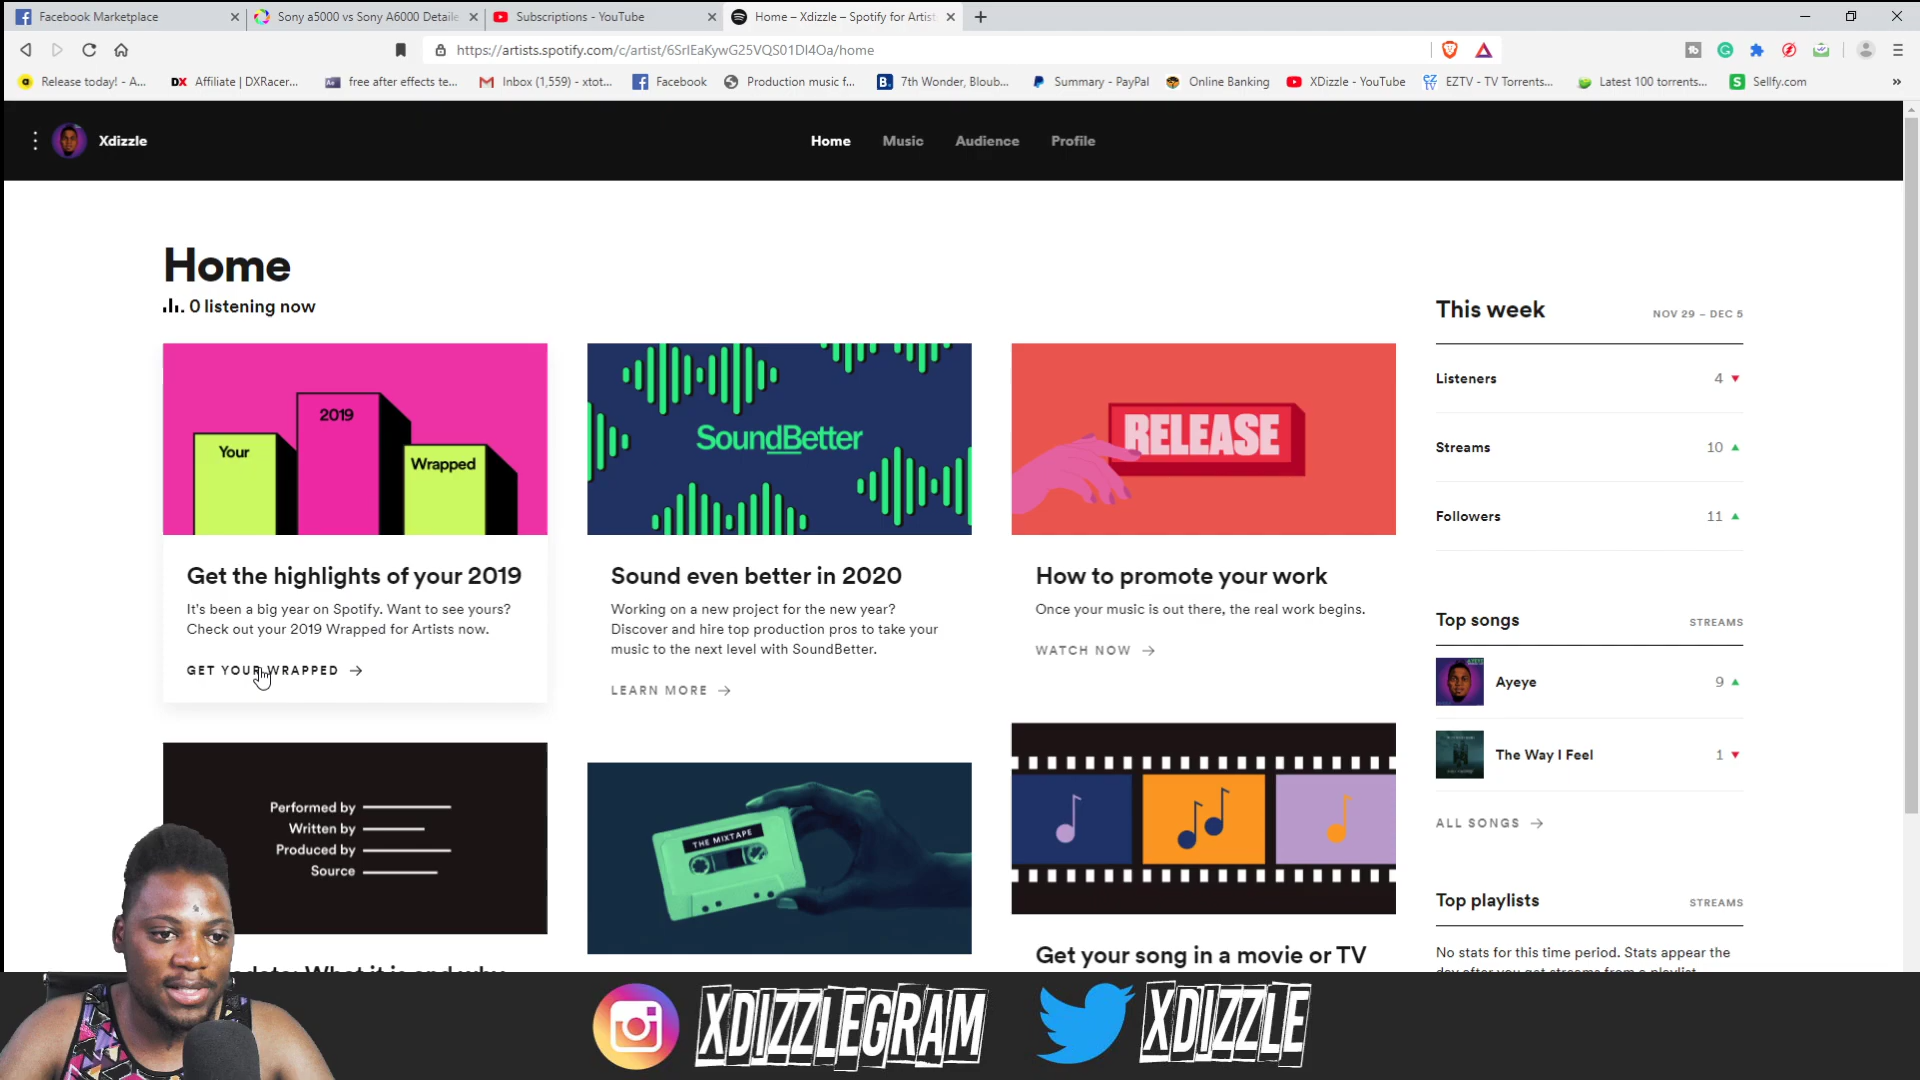 Facebook Marketplace
Sony a5000 vs Sony A6000 Detaile
Subscriptions - YouTube
Home – Xdizzle – Spotify for Artist
https://artists.spotify.com/c/artist/6SrIEaKywG25VQS01DI4Oa/home
Release today! - A...
DX Affiliate | DXRacer...
Ae free after effects te...
Inbox (1,559) - xtot...
Facebook
Production music f...
B. 7th Wonder, Bloub...
Summary - PayPal
Online Banking
XDizzle - YouTube
EZTV - TV Torrents...
Latest 100 torrents...
S Sellfy.com
»
Xdizzle
Home
Music
Audience
Profile
Home
0 listening now
Your
2019
Wrapped
Get the highlights of your 2019
It's been a big year on Spotify. Want to see yours?
Check out your 2019 Wrapped for Artists now.
GET YOUR WRAPPED →
SoundBetter
Sound even better in 2020
Working on a new project for the new year?
Discover and hire top production pros to take your
music to the next level with SoundBetter.
LEARN MORE →
RELEASE
How to promote your work
Once your music is out there, the real work begins.
WATCH NOW →
This week
NOV 29 – DEC 5
Listeners 4
Streams 10
Followers 11
Top songs STREAMS
Ayeye 9
The Way I Feel 1
ALL SONGS →
Top playlists STREAMS
No stats for this time period. Stats appear the
day after you get streams from a playlist.
Performed by
Written by
Produced by
Source
THE MIXTAPE
Get your song in a movie or TV
XDIZZLEGRAM
XDIZZLE